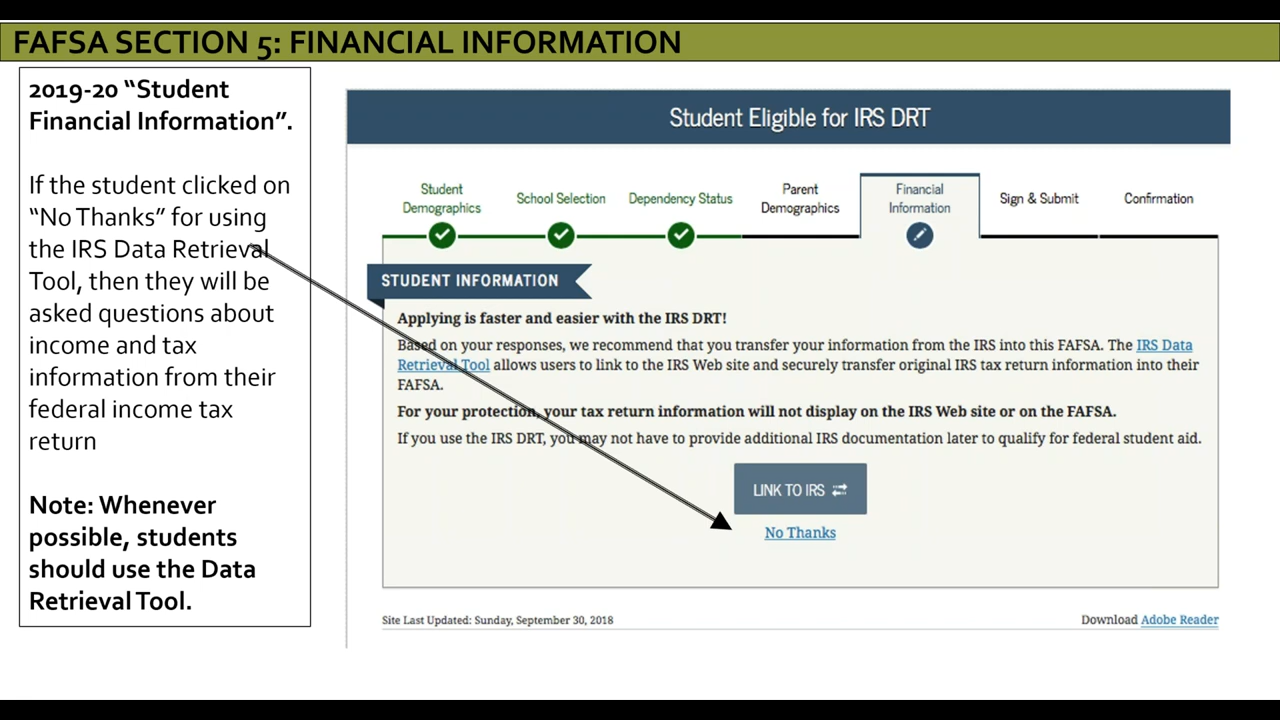 FAFSA SECTION 5: FINANCIAL INFORMATION
2019-20 “Student
Financial Information”.
If the student clicked on
“No Thanks” for using
the IRS Data Retrieval
Tool, then they will be
asked questions about
income and tax
information from their
federal income tax
return
Note: Whenever
possible, students
should use the Data
Retrieval Tool.
Student Eligible for IRS DRT
Student
Demographics
School Selection
Dependency Status
Parent
Demographics
Financial
Information
Sign & Submit
Confirmation
STUDENT INFORMATION
Applying is faster and easier with the IRS DRT!
Based on your responses, we recommend that you transfer your information from the IRS into this FAFSA. The IRS Data
Retrieval Tool allows users to link to the IRS Web site and securely transfer original IRS tax return information into their
FAFSA.
For your protection, your tax return information will not display on the IRS Web site or on the FAFSA.
If you use the IRS DRT, you may not have to provide additional IRS documentation later to qualify for federal student aid.
LINK TO IRS
No Thanks
Site Last Updated: Sunday, September 30, 2018
Download Adobe Reader